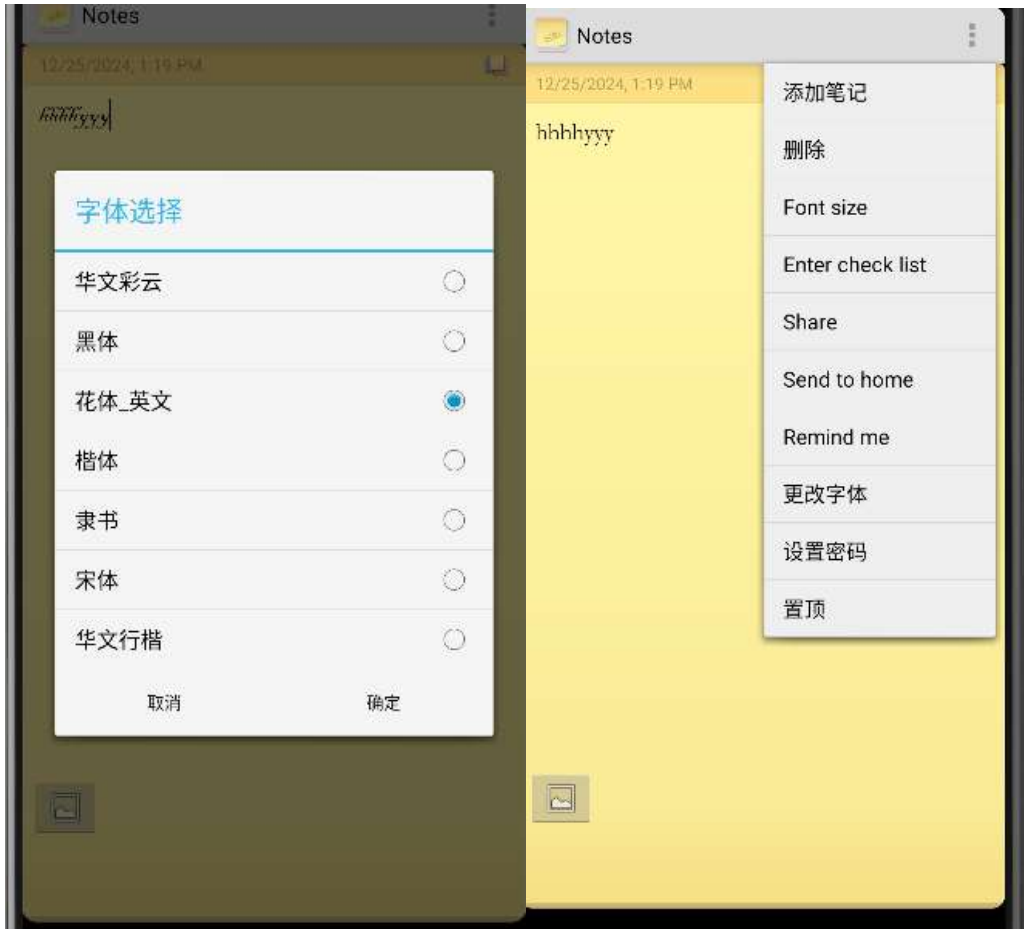 Notes
12/25/2024, 1:19 PM
hhhhyyy
字体选择
华文彩云
黑体
花体_英文
楷体
隶书
宋体
华文行楷
取消 确定
Notes
12/25/2024, 1:19 PM
hhhhyyy
添加笔记
删除
Font size
Enter check list
Share
Send to home
Remind me
更改字体
设置密码
置顶